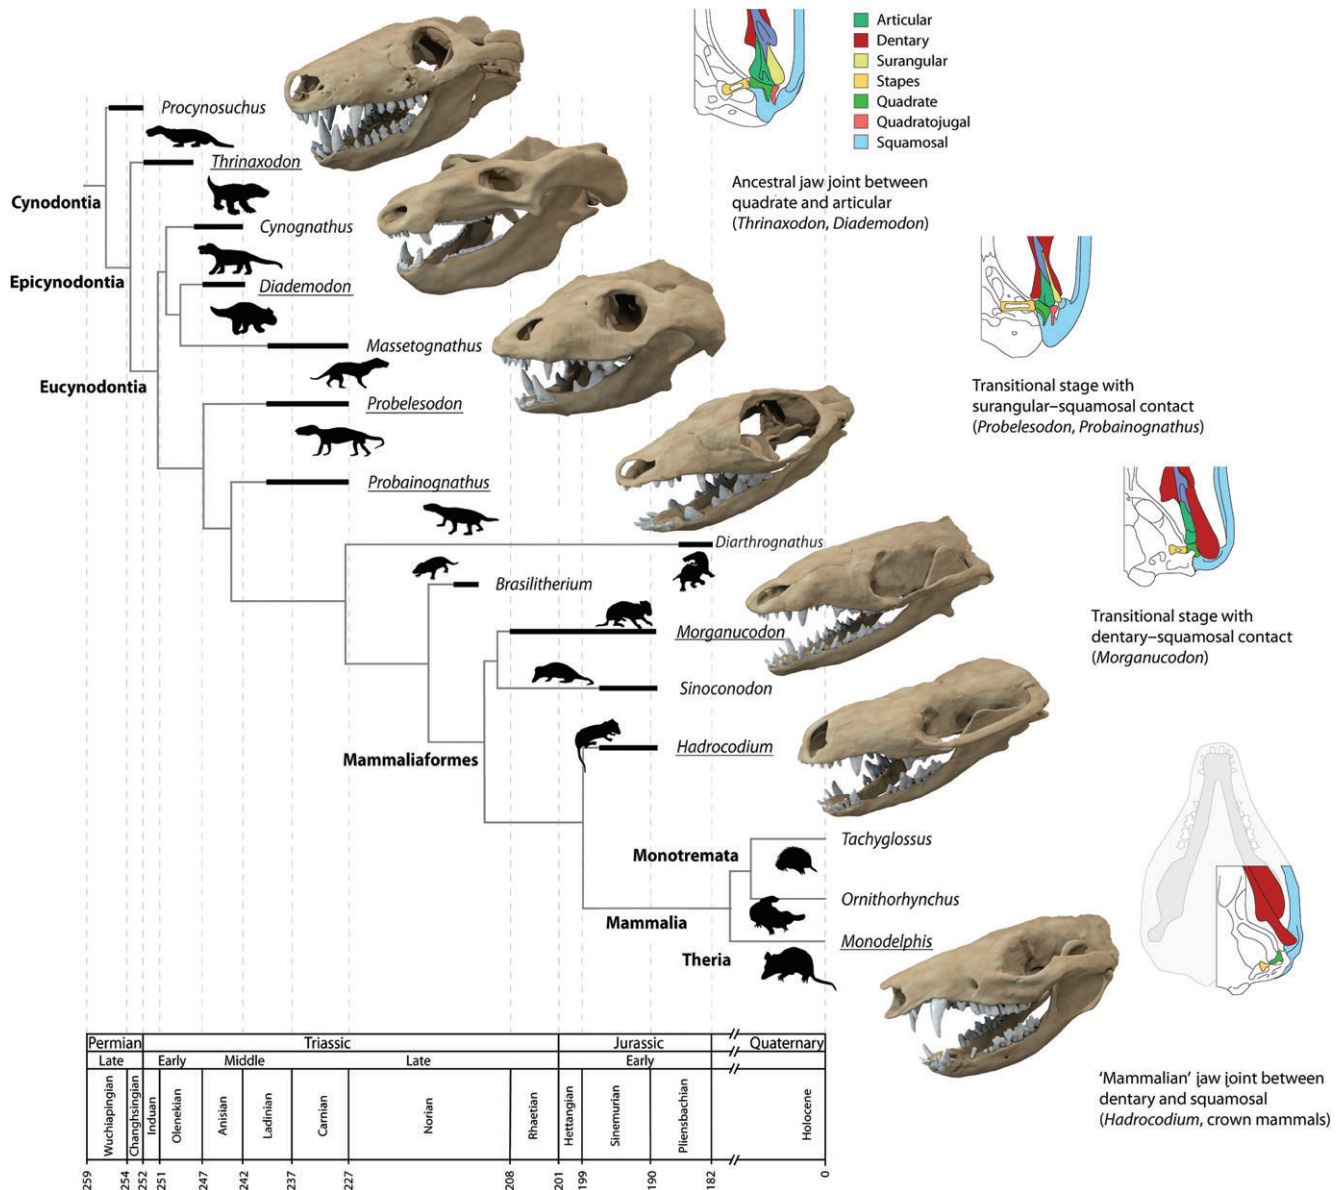 Articular
Dentary
Surangular
Stapes
Quadrate
Quadratojugal
Squamosal
Ancestral jaw joint between
quadrate and articular
(Thrinaxodon, Diademodon)
Procynosuchus
Thrinaxodon
Cynodontia
Cynognathus
Epicynodontia
Diademodon
Massetognathus
Eucynodontia
Probelesodon
Transitional stage with
surangular–squamosal contact
(Probelesodon, Probainognathus)
Probainognathus
Diarthrognathus
Brasilitherium
Morganucodon
Transitional stage with
dentary–squamosal contact
(Morganucodon)
Sinoconodon
Hadrocodium
Mammaliaformes
Tachyglossus
Monotremata
Ornithorhynchus
Mammalia
Monodelphis
Theria
'Mammalian' jaw joint between
dentary and squamosal
(Hadrocodium, crown mammals)
Permian Triassic Jurassic Quaternary
Late Early Middle Late Early
Wuchiapingian Changhsingian Induan Olenekian Anisian Ladinian Carnian Norian Rhaetian Hettangian Sinemurian Pliensbachian Holocene
259 254 252 251 247 242 237 227 208 201 199 190 182 0